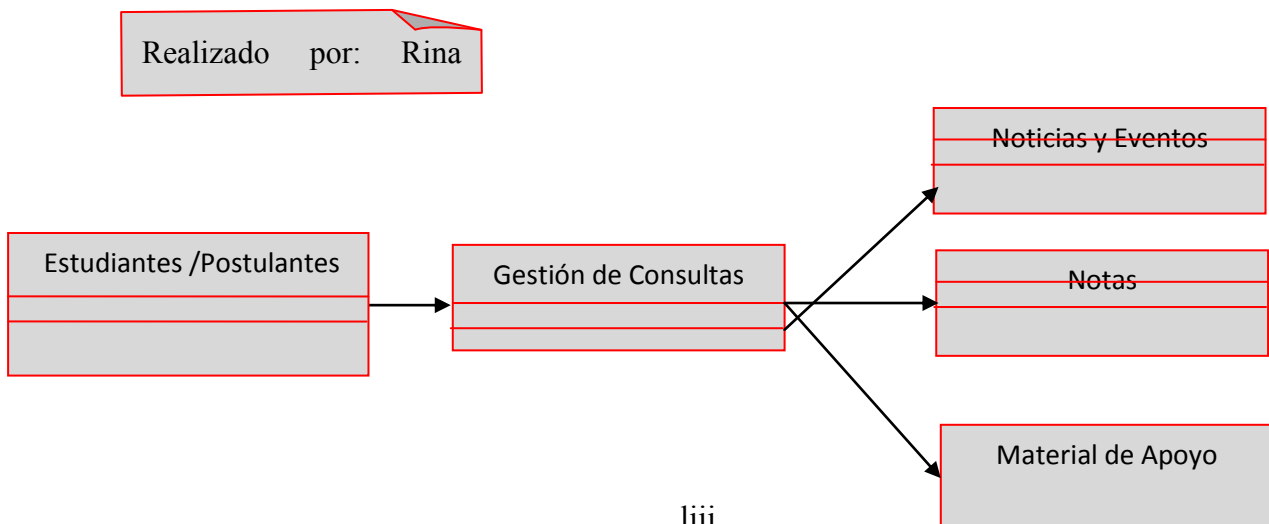 Realizado por: Rina
Noticias y Eventos
Estudiantes /Postulantes
Gestión de Consultas
Notas
Material de Apoyo
liii